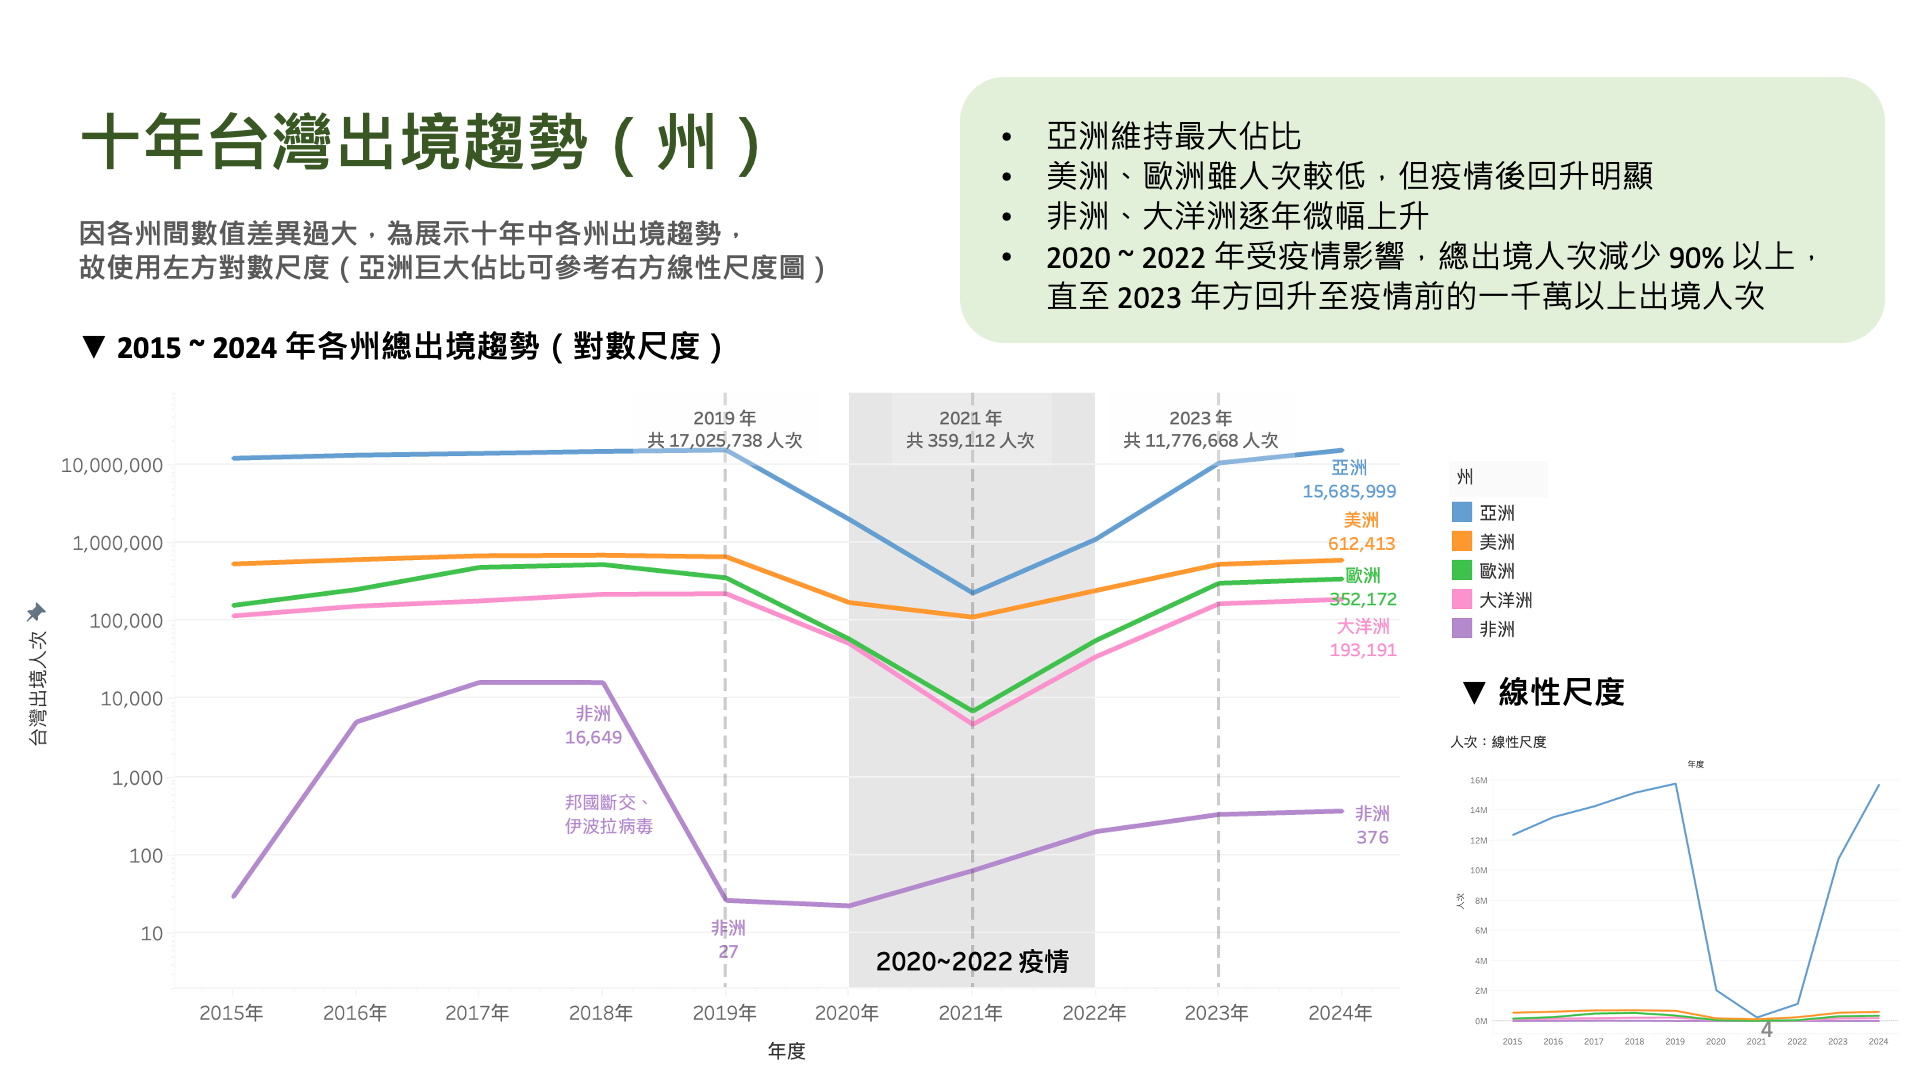 十年台灣出境趨勢（州）
因各州間數值差異過大，為展示十年中各州出境趨勢，
故使用左方對數尺度（亞洲巨大佔比可參考右方線性尺度圖）
• 亞洲維持最大佔比
• 美洲、歐洲雖人次較低，但疫情後回升明顯
• 非洲、大洋洲逐年微幅上升
• 2020 ~ 2022 年受疫情影響，總出境人次減少 90% 以上，
直至 2023 年方回升至疫情前的一千萬以上出境人次
▼ 2015 ~ 2024 年各州總出境趨勢（對數尺度）
2019 年
共 17,025,738 人次
2021 年
共 359,112 人次
2023 年
共 11,776,668 人次
10,000,000
1,000,000
100,000
10,000
1,000
100
10
台灣出境人次
亞洲
15,685,999
美洲
612,413
歐洲
352,172
大洋洲
193,191
非洲
16,649
邦國斷交、
伊波拉病毒
非洲
27
非洲
376
2020~2022 疫情
2015年
2016年
2017年
2018年
2019年
2020年
2021年
2022年
2023年
2024年
年度
州
亞洲
美洲
歐洲
大洋洲
非洲
▼ 線性尺度
人次：線性尺度
年度
16M
14M
12M
10M
8M
6M
4M
2M
0M
人次
2015
2016
2017
2018
2019
2020
2021
2022
2023
2024
4